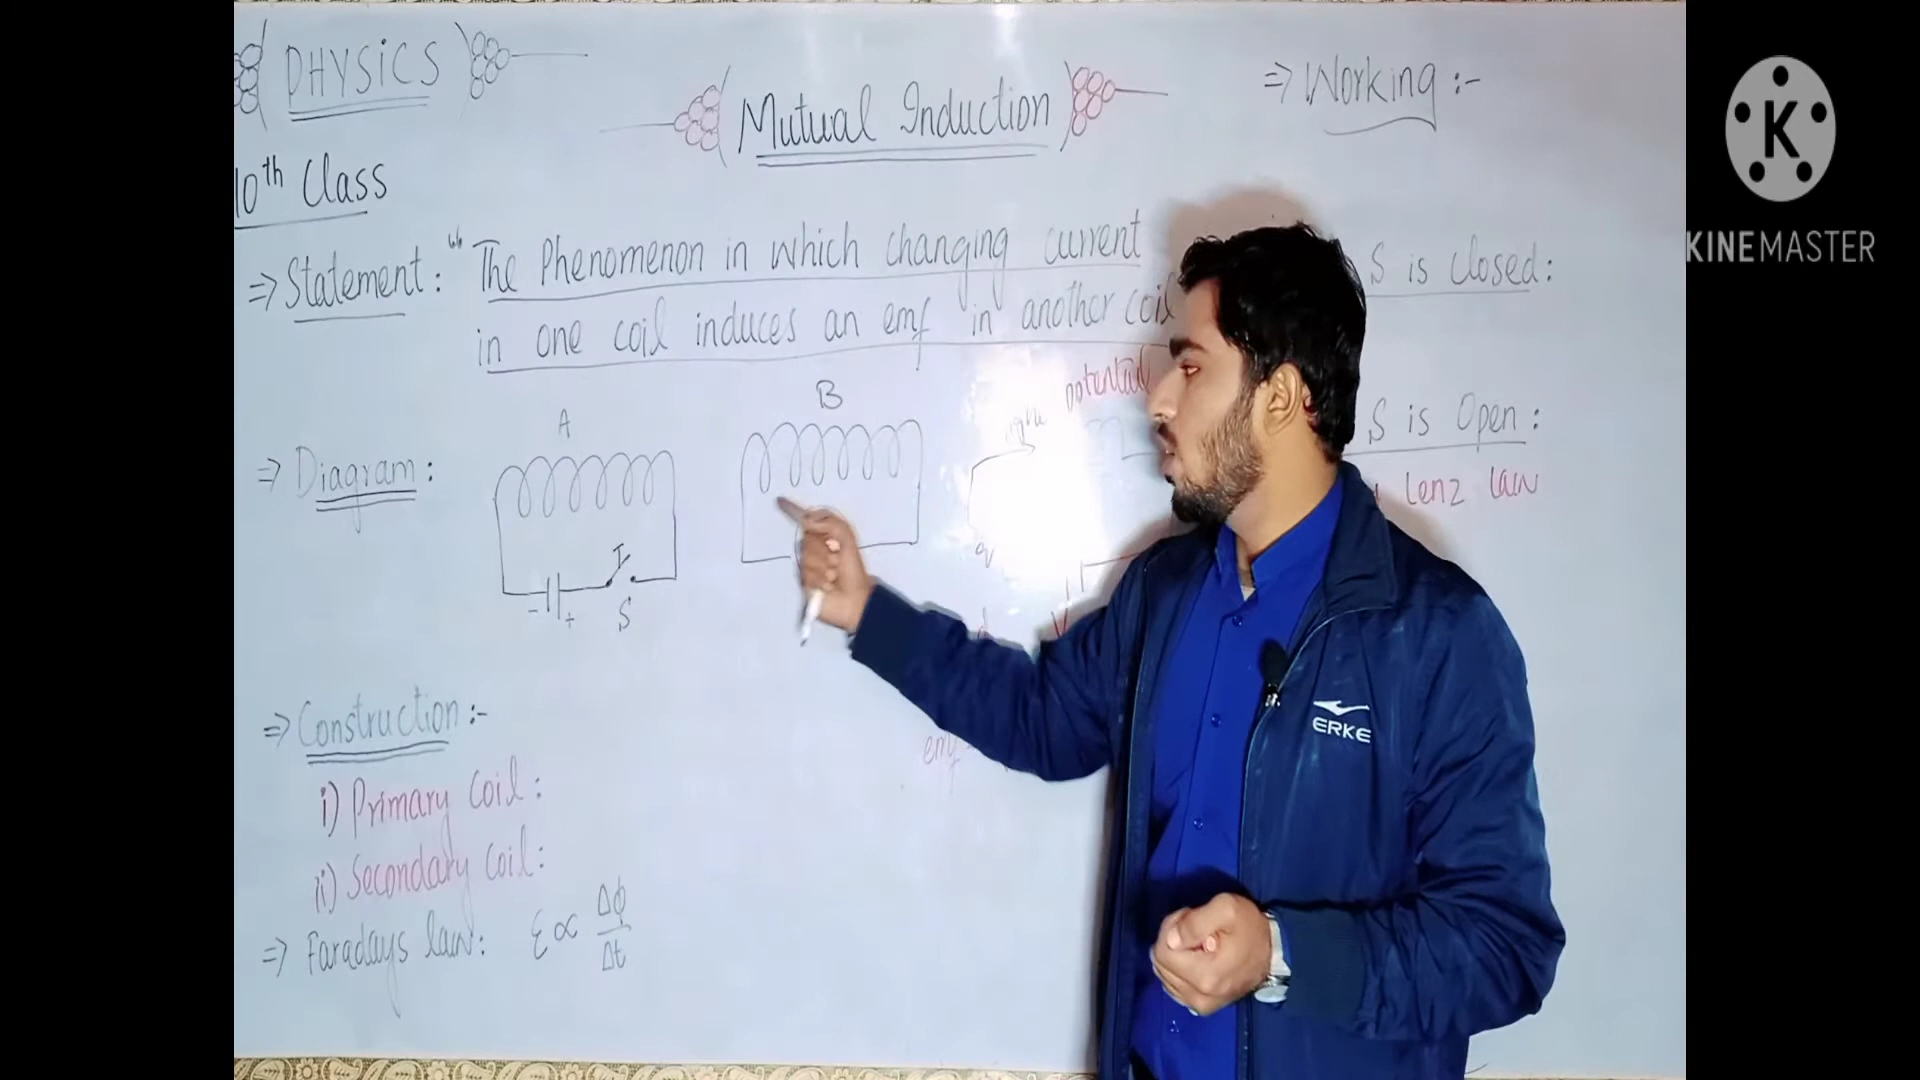 PHYSICS
10th Class
Mutual Induction
⇒ Working :-
⇒ Statement : " The Phenomenon in which changing current
in one coil induces an emf in another coil
S is Closed :
S is Open :
Lenz law
potential
⇒ Diagram :
A
B
I
- +
S
q
V
emf
⇒ Construction :-
i) Primary Coil :
ii) Secondary Coil :
⇒ Faradays law : ε ∝ Δφ/Δt
ERKE
K
KINEMASTER